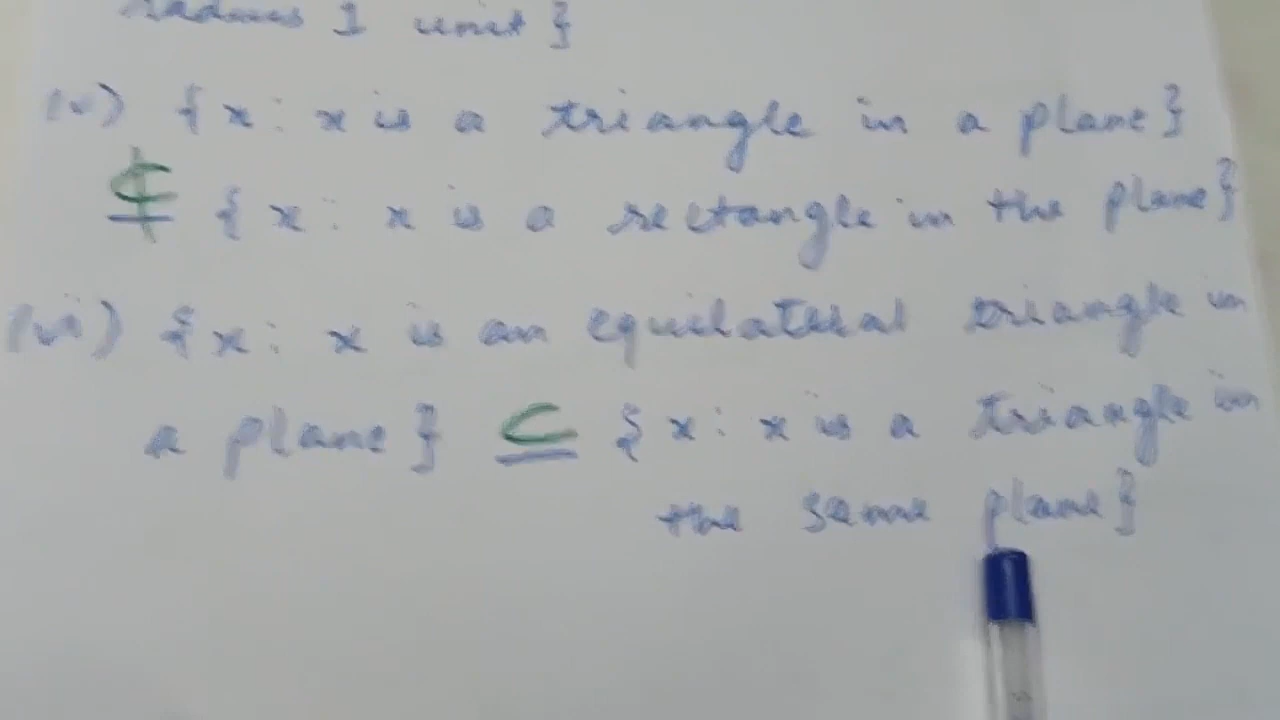 radius 1 unit}
(v) {x : x is a triangle in a plane}
⊄ {x : x is a rectangle in the plane}
(vi) {x : x is an equilateral triangle in
a plane} ⊂ {x : x is a triangle in
the same plane}